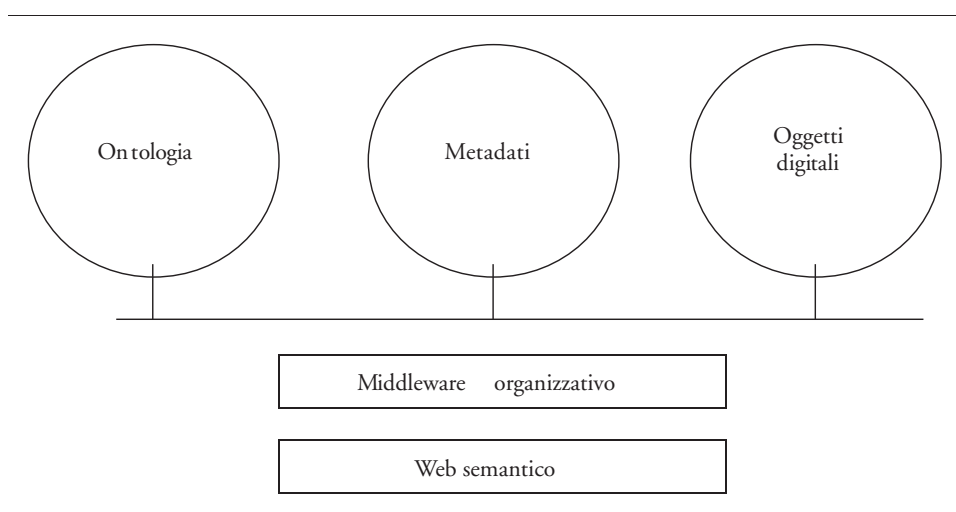 Ontologia
Metadati
Oggetti
digitali
Middleware organizzativo
Web semantico